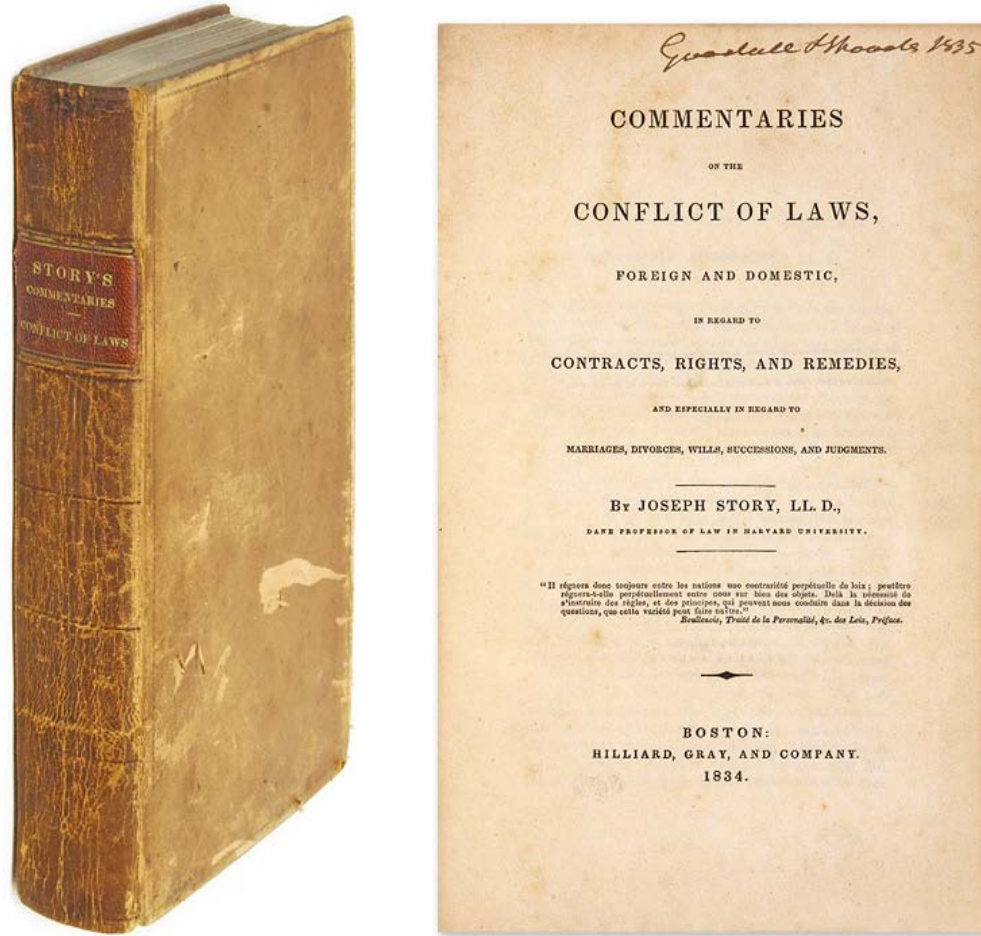 STORY'S
COMMENTARIES
CONFLICT OF LAWS
1835
COMMENTARIES
ON THE
CONFLICT OF LAWS,
FOREIGN AND DOMESTIC,
IN REGARD TO
CONTRACTS, RIGHTS, AND REMEDIES,
AND ESPECIALLY IN REGARD TO
MARRIAGES, DIVORCES, WILLS, SUCCESSIONS, AND JUDGMENTS.
BY JOSEPH STORY, LL. D.,
DANE PROFESSOR OF LAW IN HARVARD UNIVERSITY.
"Il régnera donc toujours entre les nations une contrariété perpétuelle de loix; peutêtre
régnera-t-elle perpétuellement entre nous sur bien des objets. Delà la nécessité de
s'instruire des règles, et des principes, qui peuvent nous conduire dans la décision des
questions, que cette variété peut faire naître."
Boullenois, Traité de la Personalité, &c. des Loix, Préface.
BOSTON:
HILLIARD, GRAY, AND COMPANY.
1834.